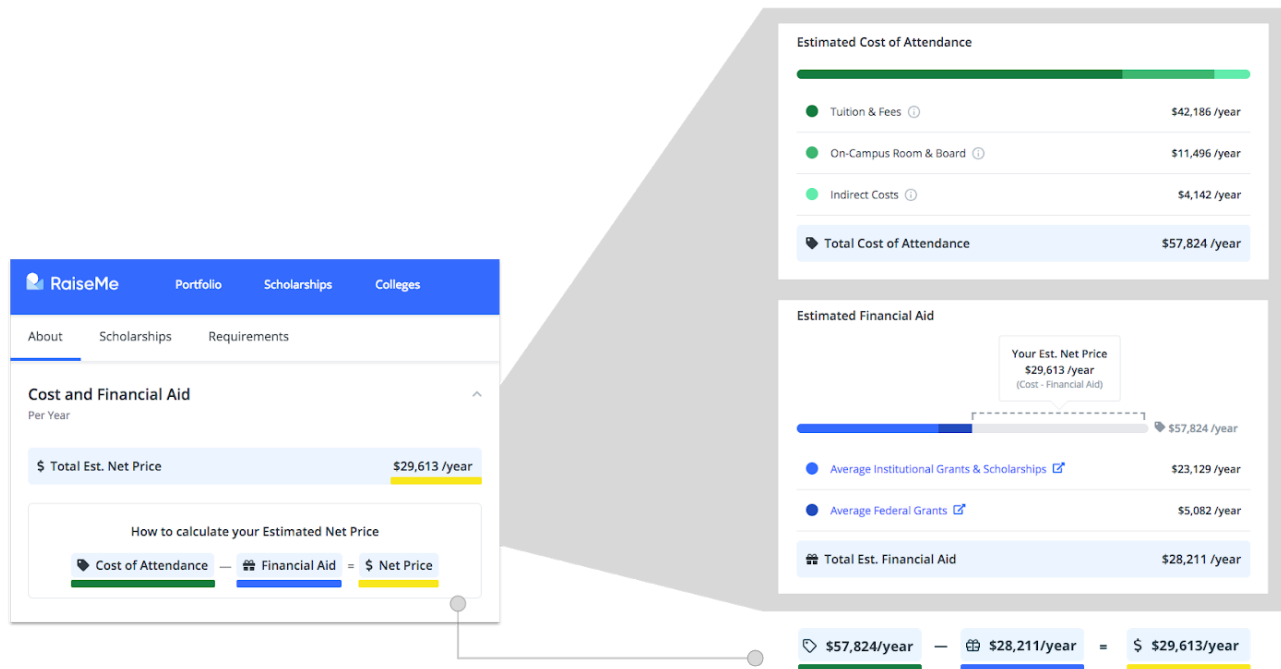 RaiseMe Portfolio Scholarships Colleges
About Scholarships Requirements
Cost and Financial Aid
Per Year
$ Total Est. Net Price $29,613 /year
How to calculate your Estimated Net Price
Cost of Attendance — Financial Aid = $ Net Price
Estimated Cost of Attendance
Tuition & Fees $42,186 /year
On-Campus Room & Board $11,496 /year
Indirect Costs $4,142 /year
Total Cost of Attendance $57,824 /year
Estimated Financial Aid
Your Est. Net Price
$29,613 /year
(Cost - Financial Aid)
$57,824 /year
Average Institutional Grants & Scholarships $23,129 /year
Average Federal Grants $5,082 /year
Total Est. Financial Aid $28,211 /year
$57,824/year — $28,211/year = $ $29,613/year